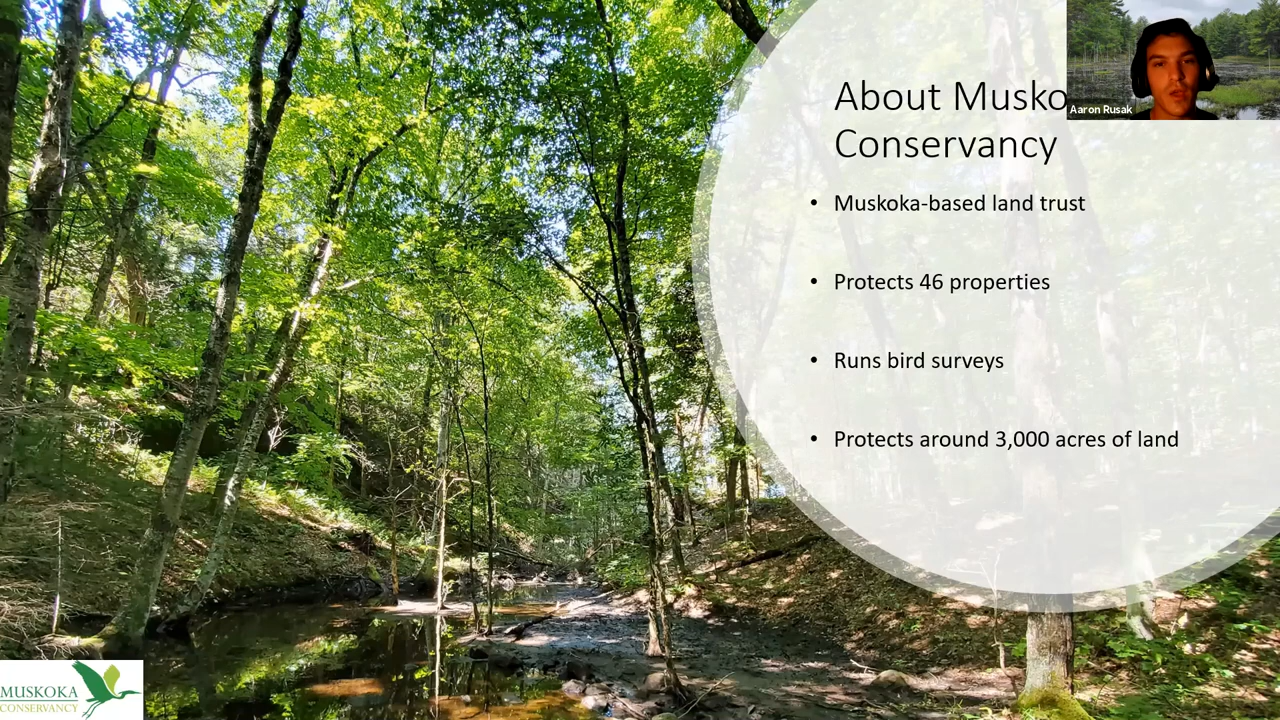 About Musko
Conservancy
Aaron Rusak
• Muskoka-based land trust
• Protects 46 properties
• Runs bird surveys
• Protects around 3,000 acres of land
MUSKOKA
CONSERVANCY